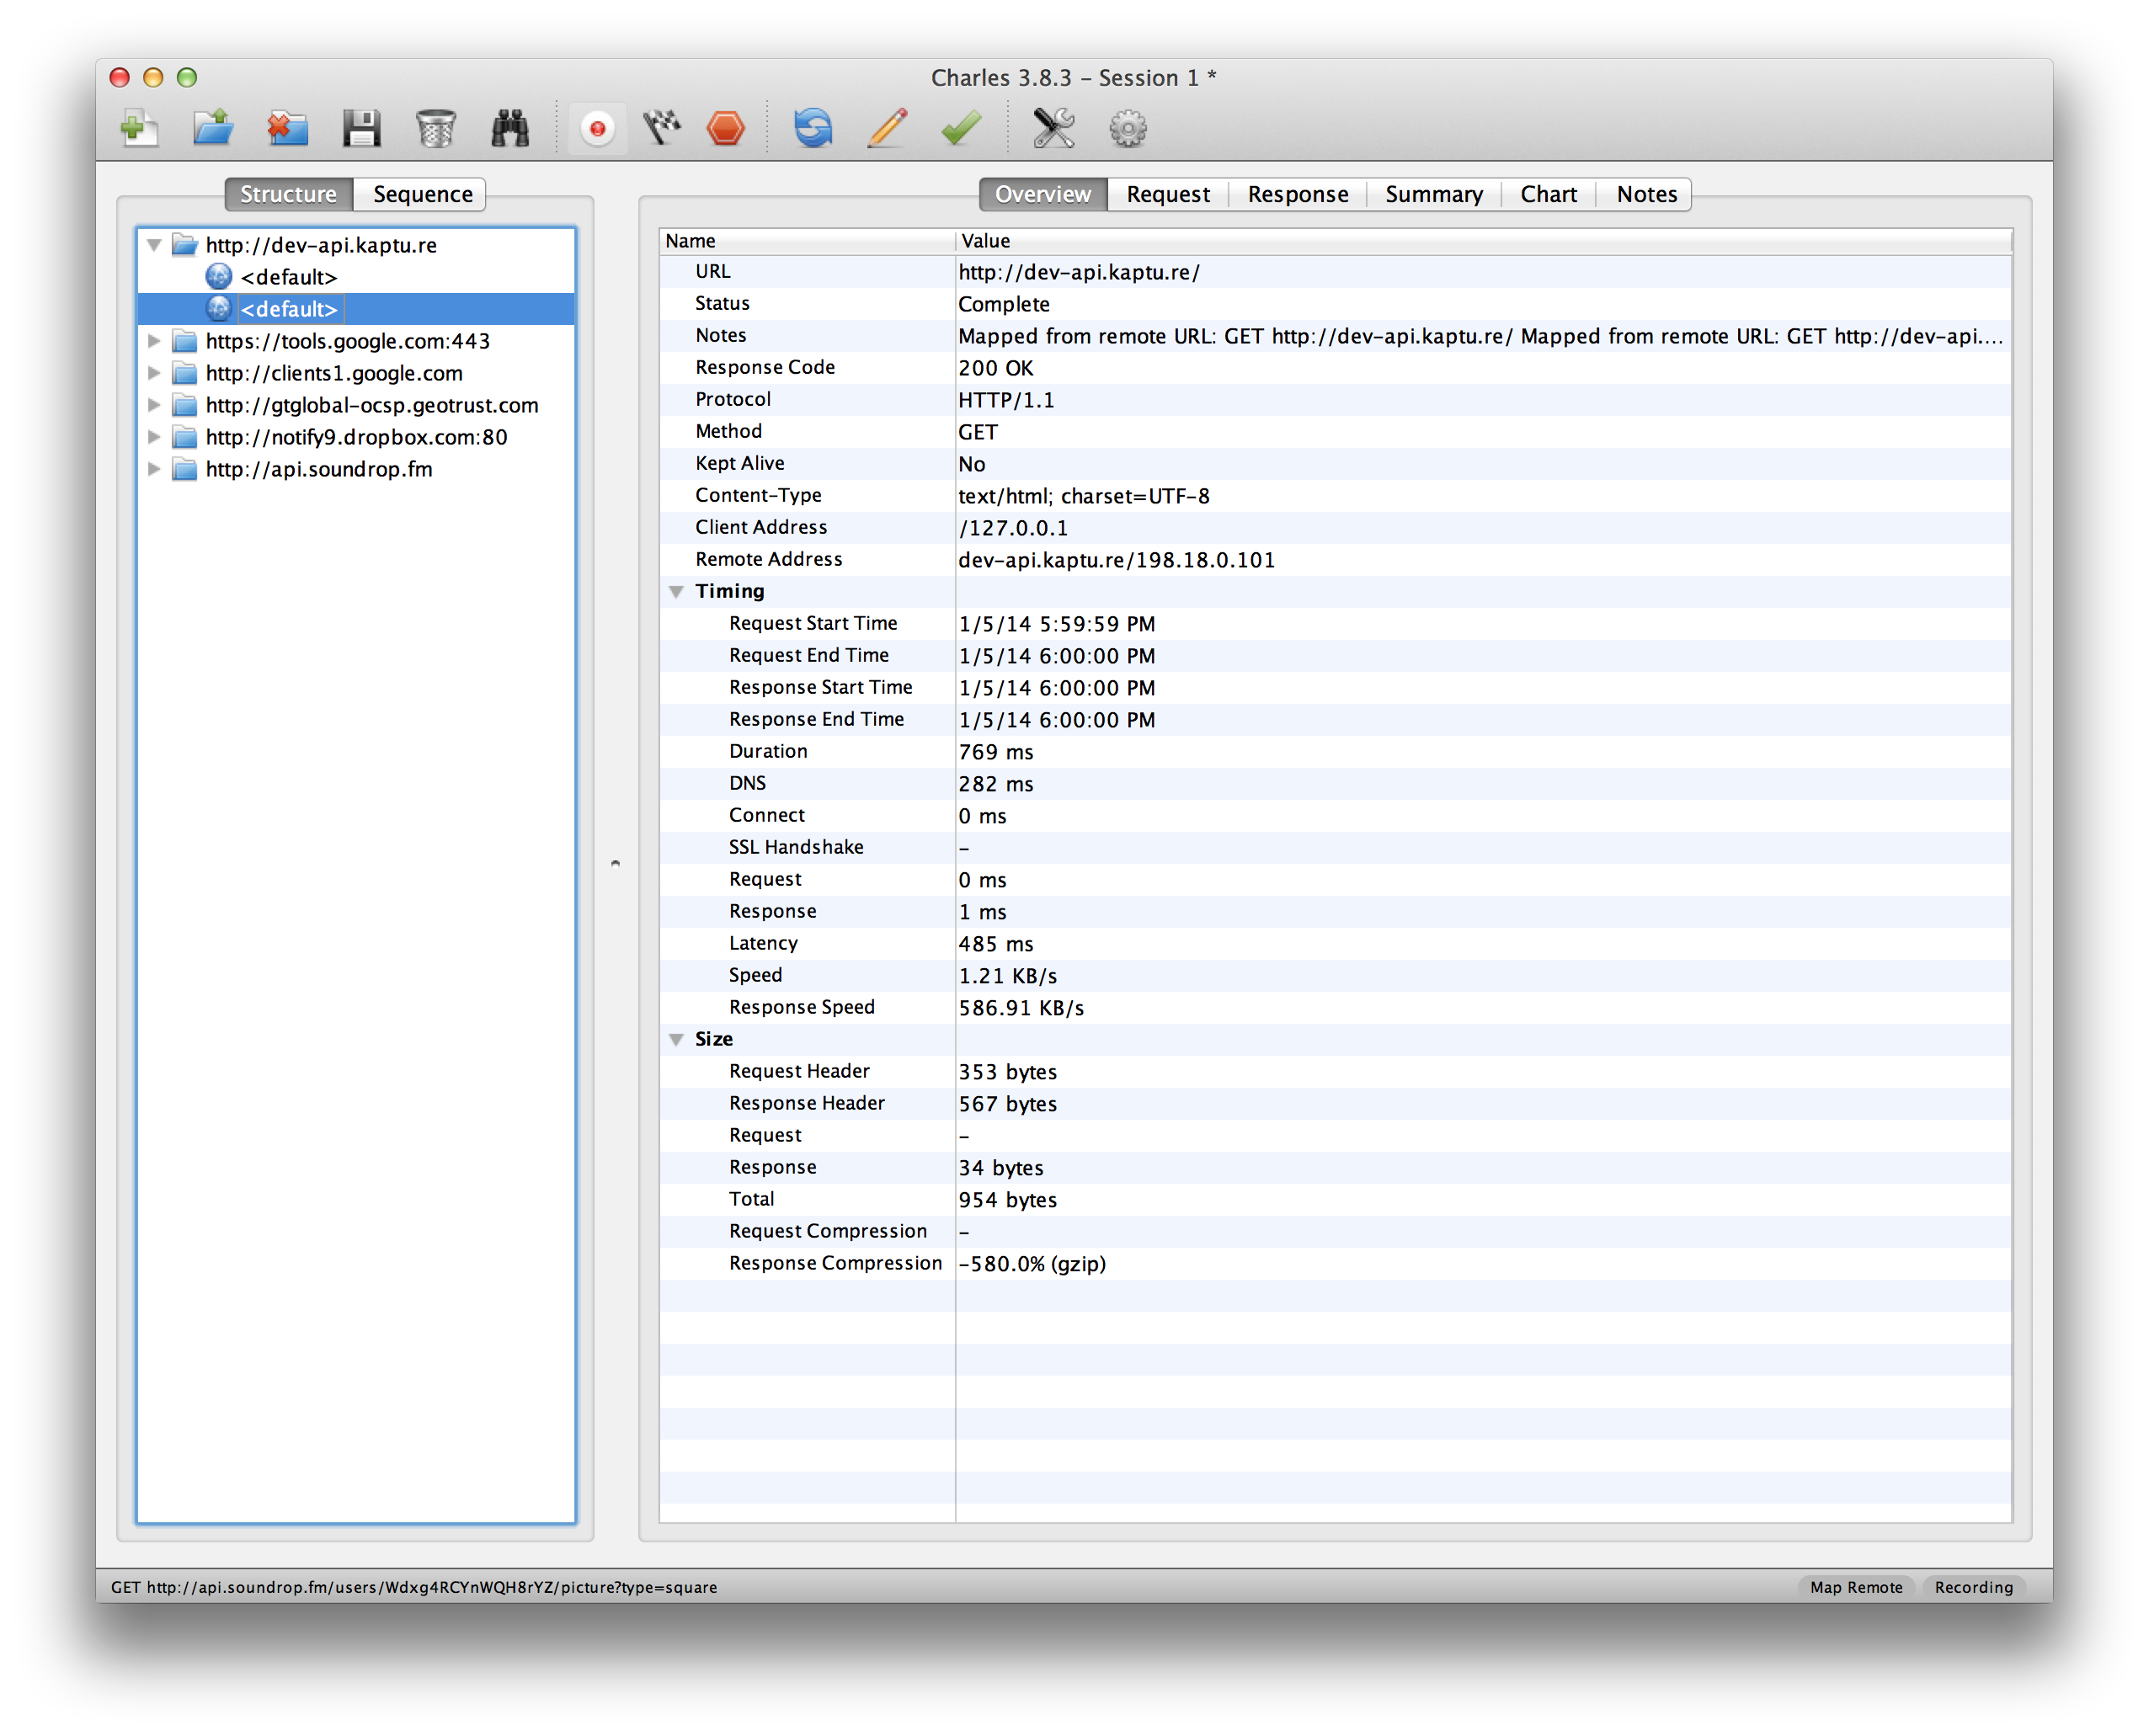 Charles 3.8.3 – Session 1 *
Structure Sequence
http://dev-api.kaptu.re
<default>
<default>
https://tools.google.com:443
http://clients1.google.com
http://gtglobal-ocsp.geotrust.com
http://notify9.dropbox.com:80
http://api.soundrop.fm
Overview Request Response Summary Chart Notes
Name Value
URL http://dev-api.kaptu.re/
Status Complete
Notes Mapped from remote URL: GET http://dev-api.kaptu.re/ Mapped from remote URL: GET http://dev-api....
Response Code 200 OK
Protocol HTTP/1.1
Method GET
Kept Alive No
Content-Type text/html; charset=UTF-8
Client Address /127.0.0.1
Remote Address dev-api.kaptu.re/198.18.0.101
Timing
Request Start Time 1/5/14 5:59:59 PM
Request End Time 1/5/14 6:00:00 PM
Response Start Time 1/5/14 6:00:00 PM
Response End Time 1/5/14 6:00:00 PM
Duration 769 ms
DNS 282 ms
Connect 0 ms
SSL Handshake –
Request 0 ms
Response 1 ms
Latency 485 ms
Speed 1.21 KB/s
Response Speed 586.91 KB/s
Size
Request Header 353 bytes
Response Header 567 bytes
Request –
Response 34 bytes
Total 954 bytes
Request Compression –
Response Compression -580.0% (gzip)
GET http://api.soundrop.fm/users/Wdxg4RCYnWQH8rYZ/picture?type=square
Map Remote Recording